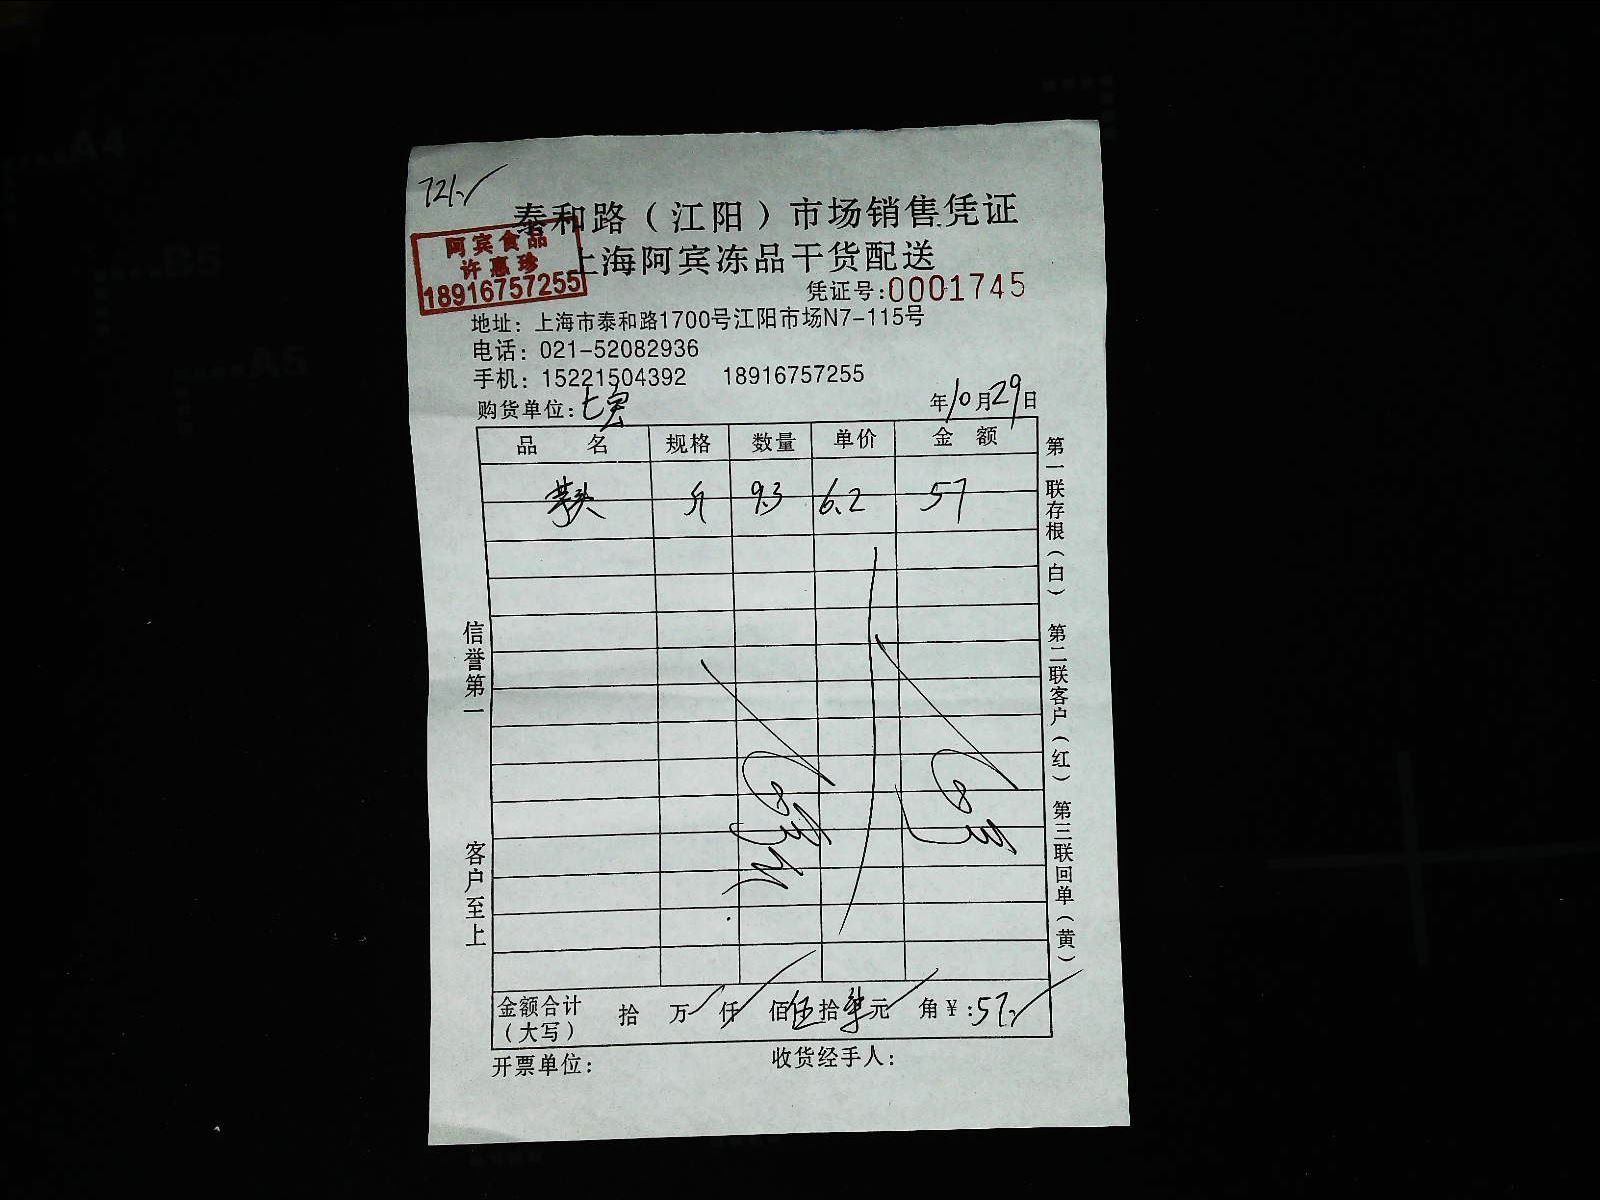 721.
泰和路（江阳）市场销售凭证
上海阿宾冻品干货配送
阿宾食品
许惠珍
18916757255
凭证号:0001745
地址：上海市泰和路1700号江阳市场N7-115号
电话：021-52082936
手机：15221504392 18916757255
购货单位：七宝 年10月29日
品 名 规格 数量 单价 金 额
斤 9.3 6.2 57
第一联存根（白） 第二联客户（红） 第三联回单（黄）
信誉第一
客户至上
金额合计（大写） 拾 万 仟 佰伍拾柒元 角¥:57.
开票单位： 收货经手人：
A4
B5
A5